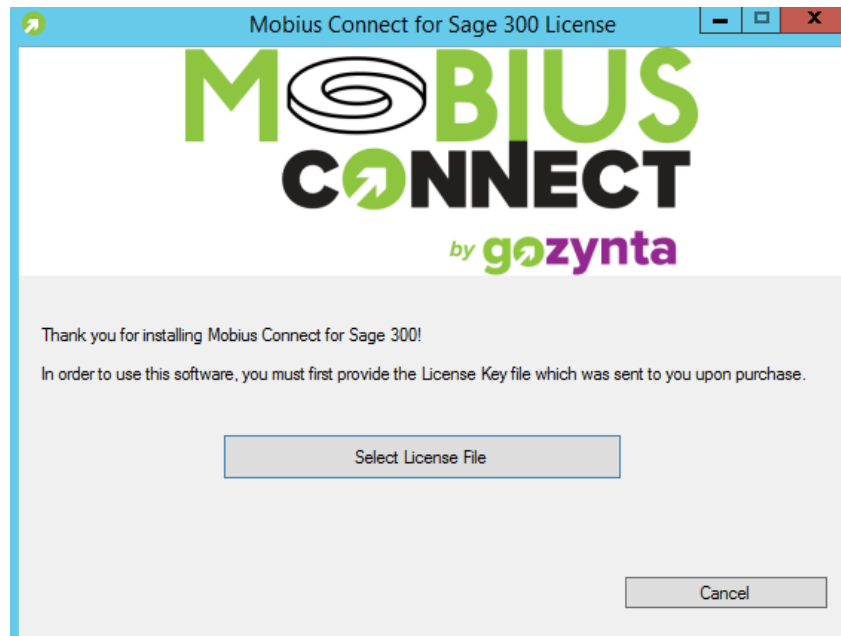 Mobius Connect for Sage 300 License
MOBIUS
CONNECT
by gozynta
Thank you for installing Mobius Connect for Sage 300!
In order to use this software, you must first provide the License Key file which was sent to you upon purchase.
Select License File
Cancel